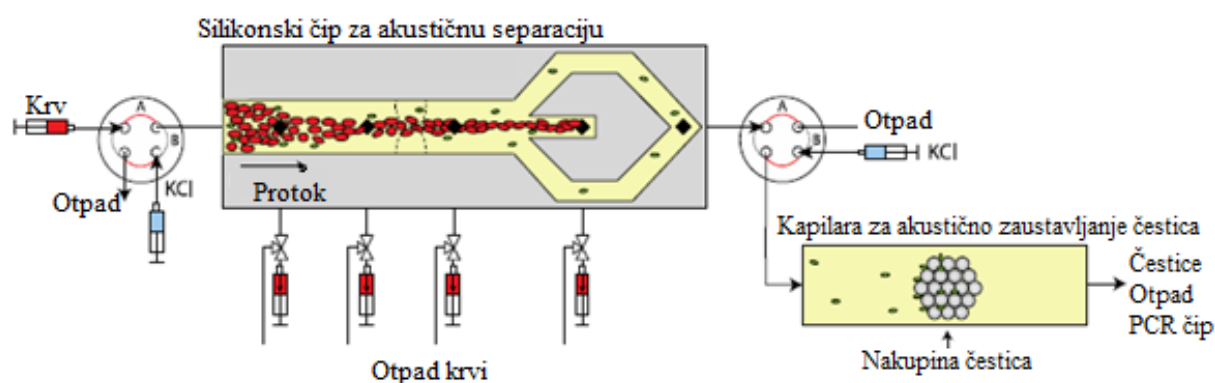 Silikonski čip za akustičnu separaciju
Krv
A
B
Otpad
KCl
Protok
Otpad krvi
A
B
Otpad
KCl
Kapilara za akustično zaustavljanje čestica
Čestice
Otpad
PCR čip
Nakupina čestica